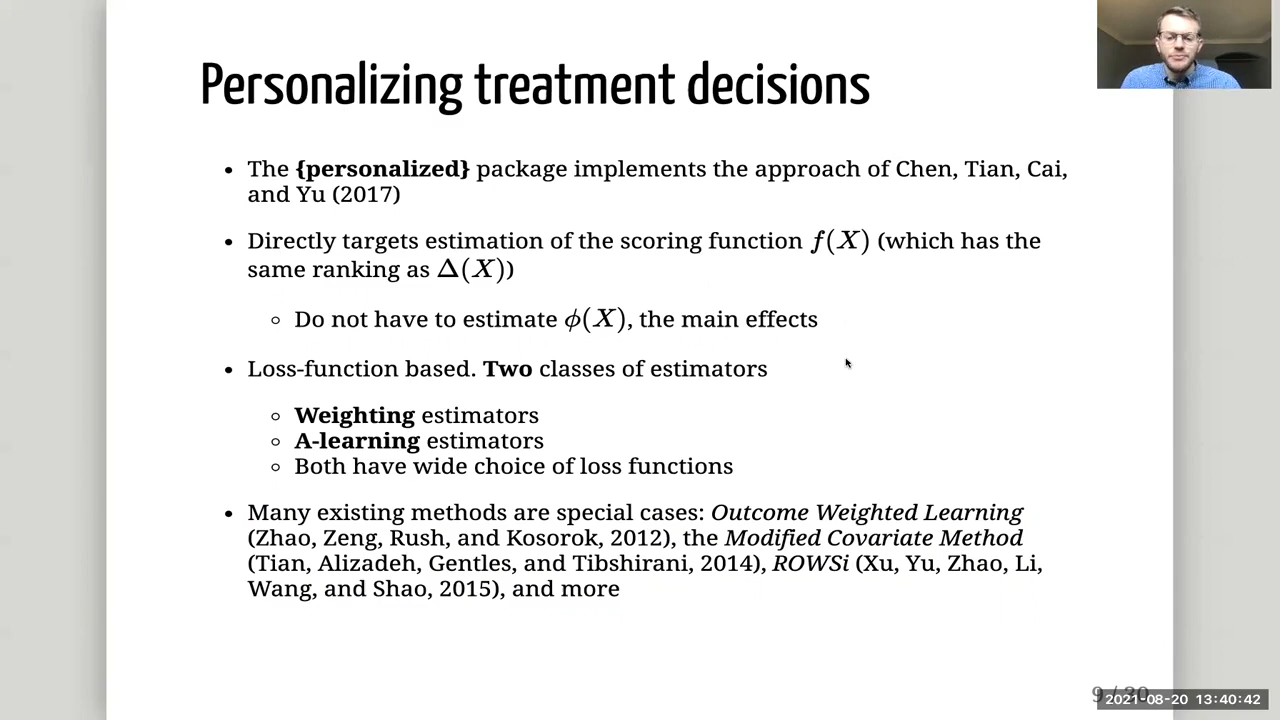 Personalizing treatment decisions
• The {personalized} package implements the approach of Chen, Tian, Cai,
and Yu (2017)
• Directly targets estimation of the scoring function f(X) (which has the
same ranking as Δ(X))
◦ Do not have to estimate ϕ(X), the main effects
• Loss-function based. Two classes of estimators
◦ Weighting estimators
◦ A-learning estimators
◦ Both have wide choice of loss functions
• Many existing methods are special cases: Outcome Weighted Learning
(Zhao, Zeng, Rush, and Kosorok, 2012), the Modified Covariate Method
(Tian, Alizadeh, Gentles, and Tibshirani, 2014), ROWSi (Xu, Yu, Zhao, Li,
Wang, and Shao, 2015), and more
9 / 30
2021-08-20 13:40:42